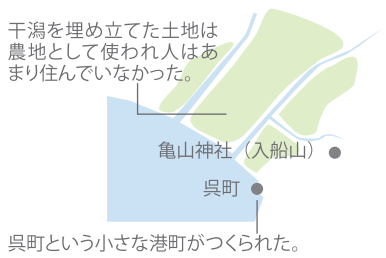 干潟を埋め立てた土地は
農地として使われ人はあ
まり住んでいなかった。
亀山神社（入船山）
呉町
呉町という小さな港町がつくられた。